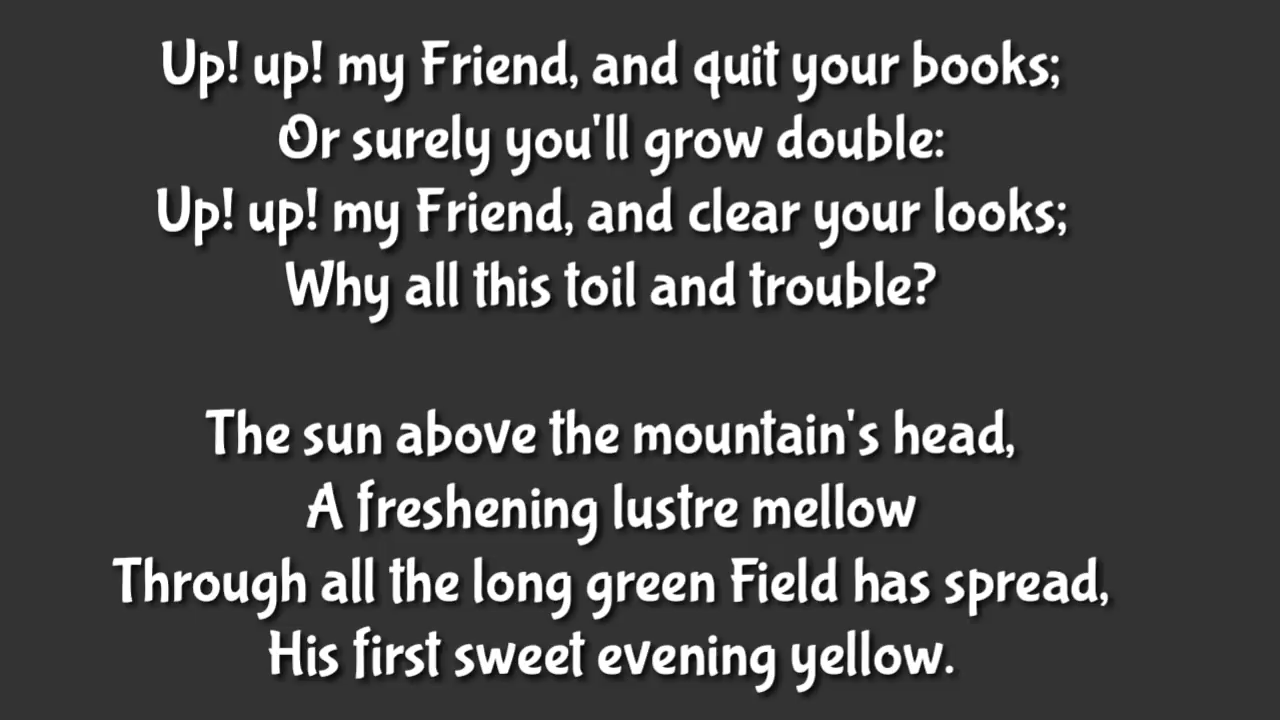 Up! up! my Friend, and quit your books;
Or surely you'll grow double:
Up! up! my Friend, and clear your looks;
Why all this toil and trouble?
The sun above the mountain's head,
A freshening lustre mellow
Through all the long green Field has spread,
His first sweet evening yellow.